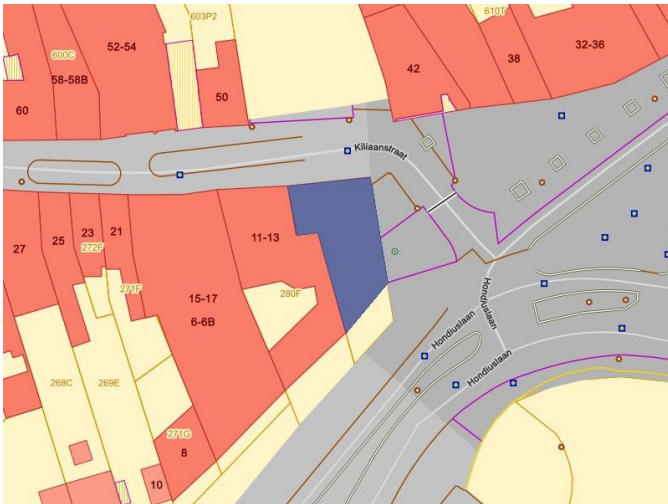 603P2
610T
52-54
600C
58-58B
60
50
42
38
32-36
Kiliaanstraat
27
25
23
272F
21
271F
11-13
280F
15-17
6-6B
Hondiuslaan
Hondiuslaan
Hondiuslaan
268C
269E
271G
8
10